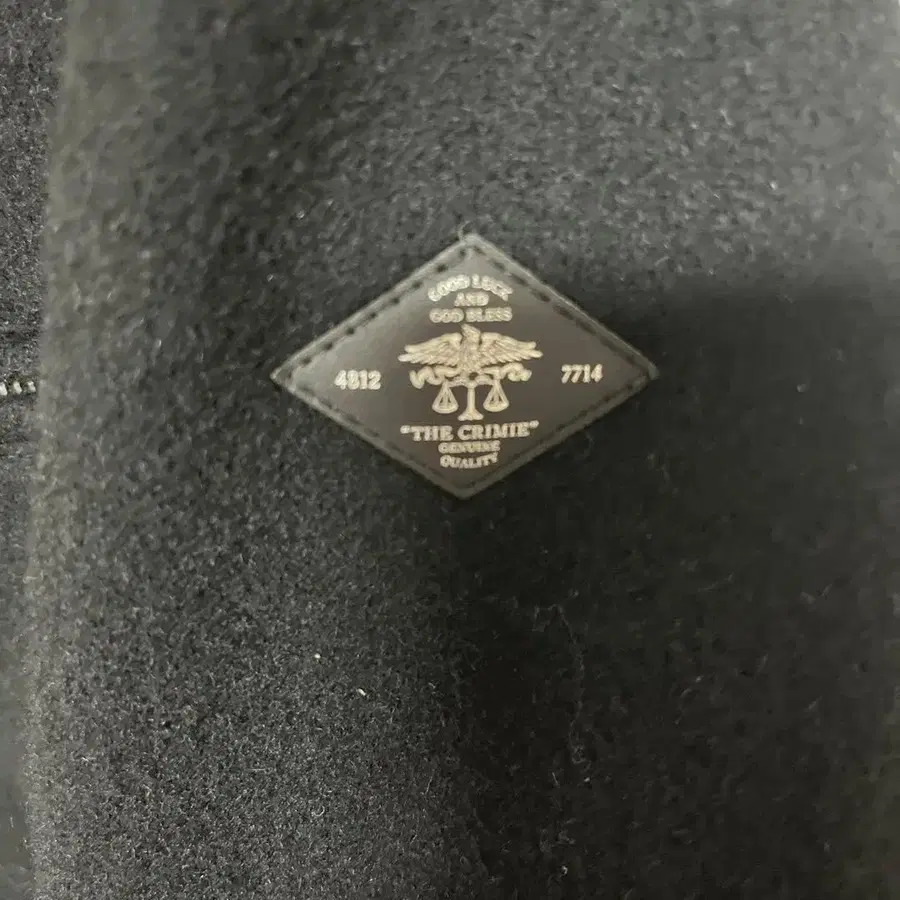 GOOD LUCK
AND
GOD BLESS
4812 7714
"THE CRIMIE"
GENUINE
QUALITY